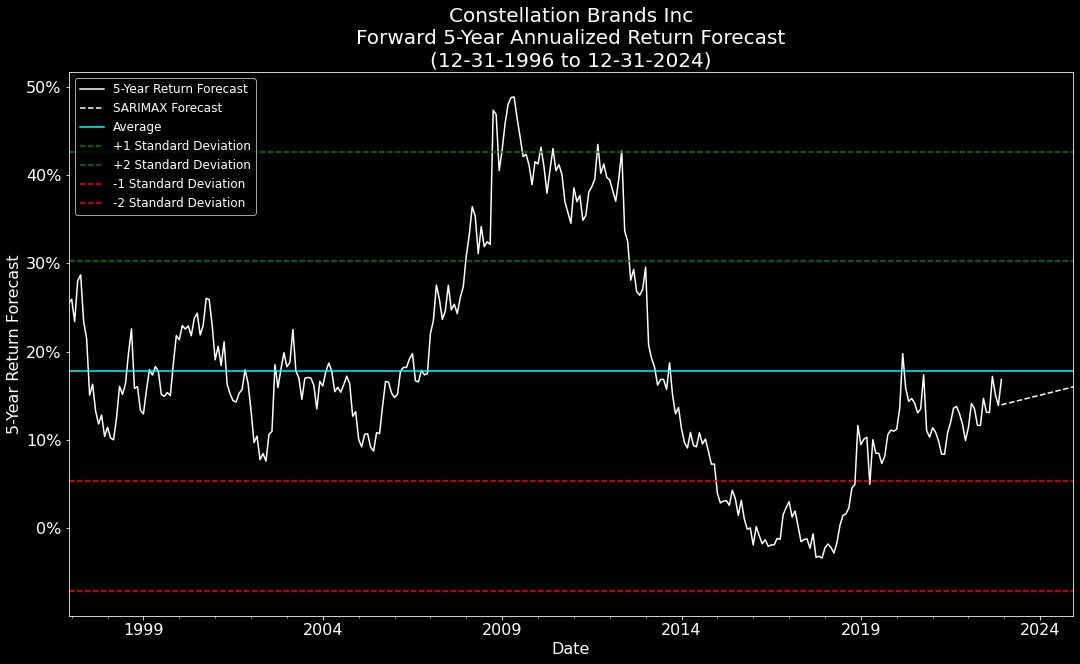 Constellation Brands Inc
Forward 5-Year Annualized Return Forecast
(12-31-1996 to 12-31-2024)
5-Year Return Forecast
SARIMAX Forecast
Average
+1 Standard Deviation
+2 Standard Deviation
-1 Standard Deviation
-2 Standard Deviation
50%
40%
30%
20%
10%
0%
5-Year Return Forecast
1999 2004 2009 2014 2019 2024
Date